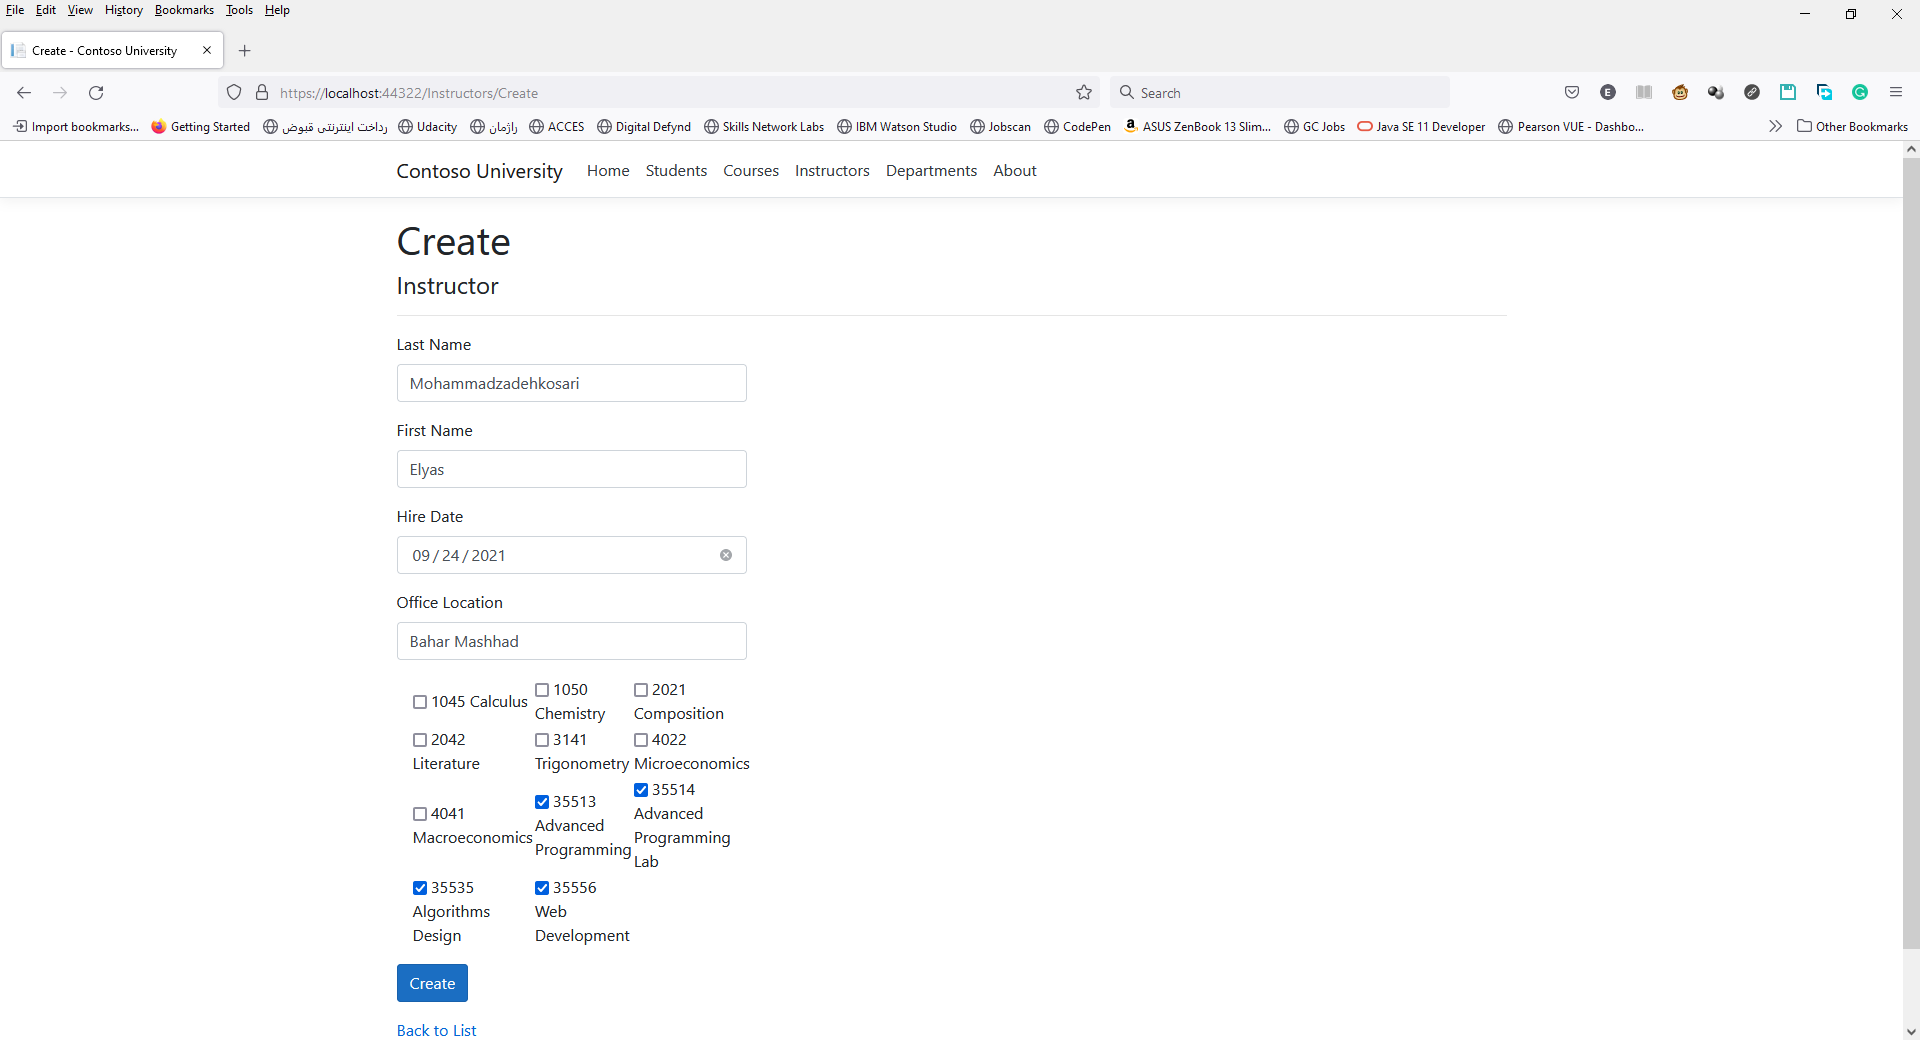 File Edit View History Bookmarks Tools Help
Create - Contoso University
https://localhost:44322/Instructors/Create
Search
Import bookmarks... Getting Started رداخت اینترنتی قبوض Udacity راژمان ACCES Digital Defynd Skills Network Labs IBM Watson Studio Jobscan CodePen ASUS ZenBook 13 Slim... GC Jobs Java SE 11 Developer Pearson VUE - Dashbo... Other Bookmarks
Contoso University Home Students Courses Instructors Departments About
Create
Instructor
Last Name
Mohammadzadehkosari
First Name
Elyas
Hire Date
09 / 24 / 2021
Office Location
Bahar Mashhad
1045 Calculus
1050
Chemistry
2021
Composition
2042
Literature
3141
Trigonometry
4022
Microeconomics
4041
Macroeconomics
35513
Advanced
Programming
35514
Advanced
Programming
Lab
35535
Algorithms
Design
35556
Web
Development
Create
Back to List